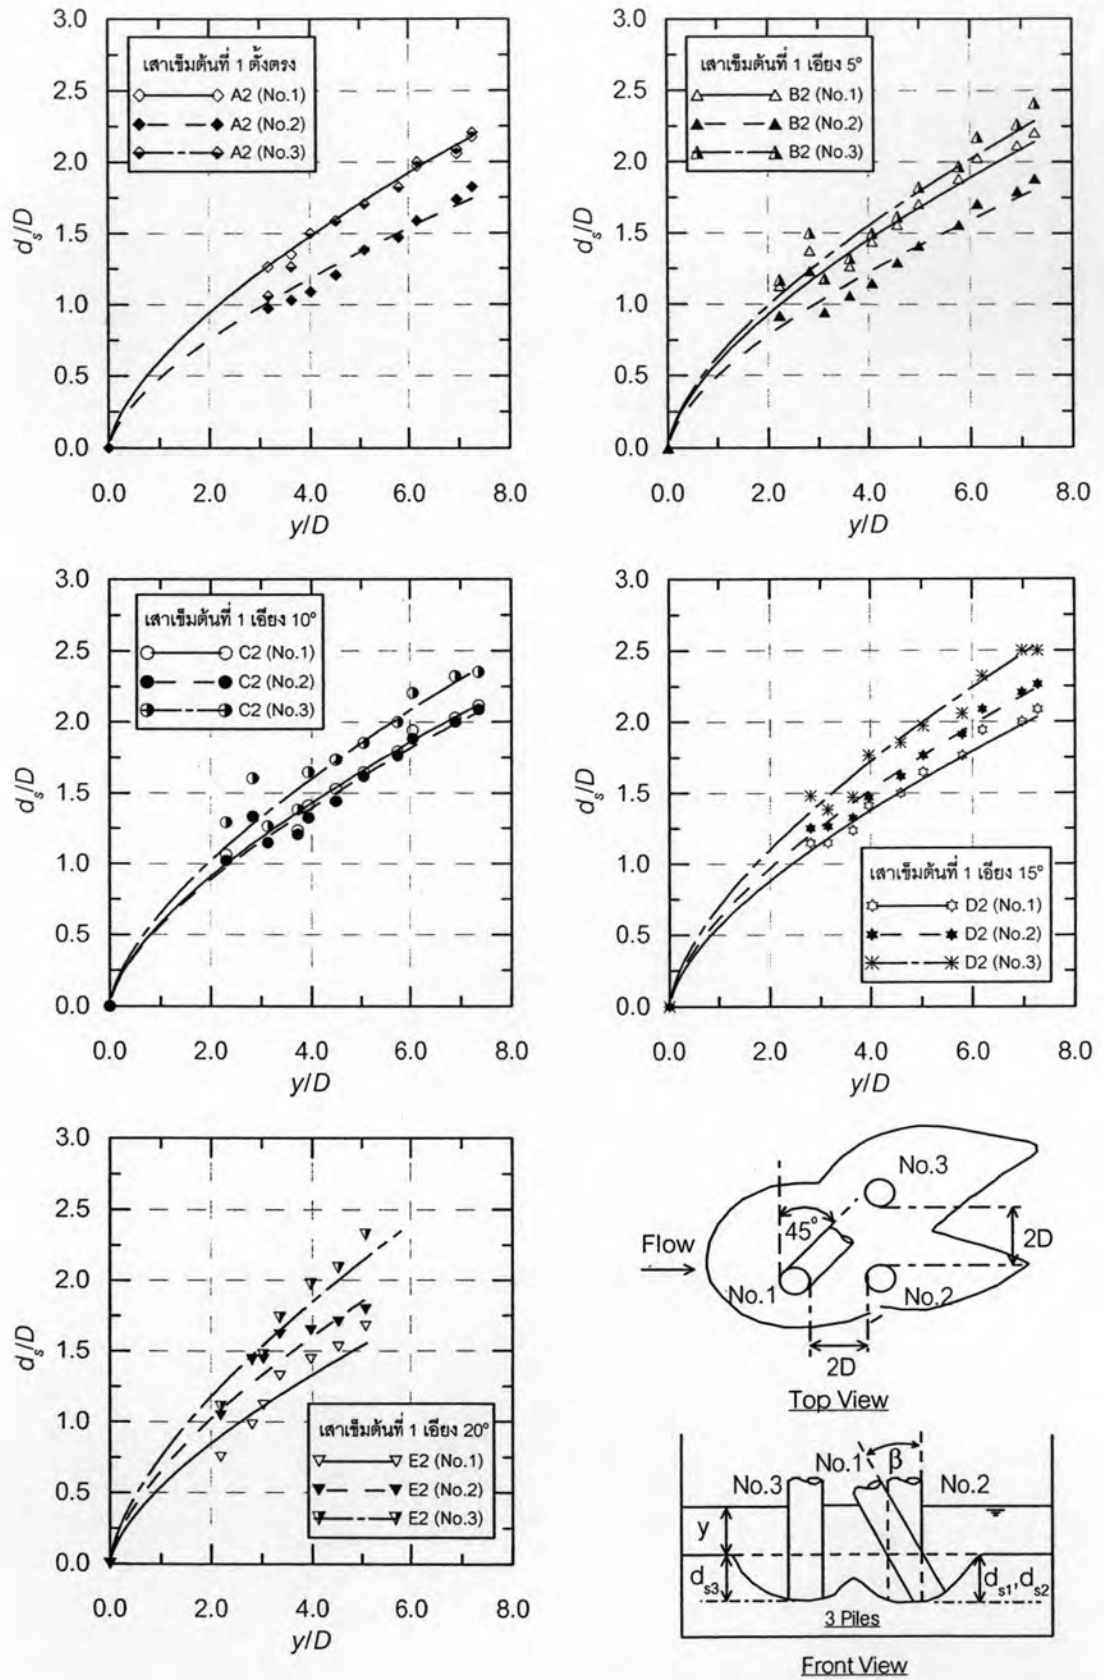 3.0
2.5
2.0
1.5
1.0
0.5
0.0
d_s/D
เสาเข็มต้นที่ 1 ตั้งตรง
A2 (No.1)
A2 (No.2)
A2 (No.3)
0.0 2.0 4.0 6.0 8.0
y/D
3.0
2.5
2.0
1.5
1.0
0.5
0.0
d_s/D
เสาเข็มต้นที่ 1 เอียง 5°
B2 (No.1)
B2 (No.2)
B2 (No.3)
0.0 2.0 4.0 6.0 8.0
y/D
3.0
2.5
2.0
1.5
1.0
0.5
0.0
d_s/D
เสาเข็มต้นที่ 1 เอียง 10°
C2 (No.1)
C2 (No.2)
C2 (No.3)
0.0 2.0 4.0 6.0 8.0
y/D
3.0
2.5
2.0
1.5
1.0
0.5
0.0
d_s/D
เสาเข็มต้นที่ 1 เอียง 15°
D2 (No.1)
D2 (No.2)
D2 (No.3)
0.0 2.0 4.0 6.0 8.0
y/D
3.0
2.5
2.0
1.5
1.0
0.5
0.0
d_s/D
เสาเข็มต้นที่ 1 เอียง 20°
E2 (No.1)
E2 (No.2)
E2 (No.3)
0.0 2.0 4.0 6.0 8.0
y/D
No.3
45°
Flow
2D
No.1
No.2
2D
Top View
No.1
β
No.3
No.2
y
d_s3
d_s1, d_s2
3 Piles
Front View